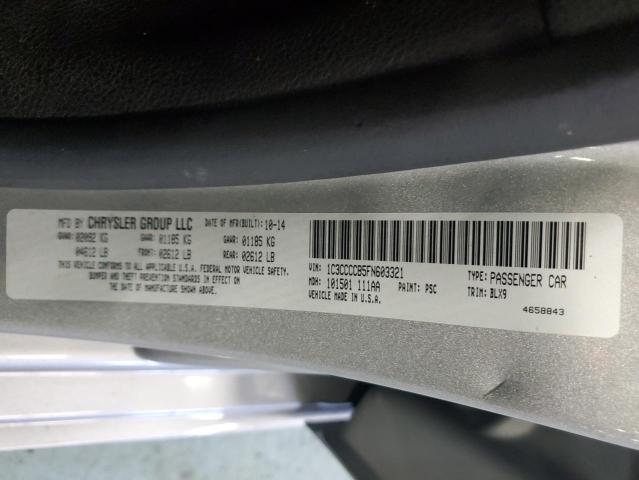 MFD BY CHRYSLER GROUP LLC DATE OF MFR(BUILT): 10-14
GVWR: 02092 KG GAWR: 01185 KG GAWR: 01185 KG
04612 LB FRONT: 02612 LB REAR: 02612 LB
THIS VEHICLE CONFORMS TO ALL APPLICABLE U.S.A. FEDERAL MOTOR VEHICLE SAFETY,
BUMPER AND THEFT PREVENTION STANDARDS IN EFFECT ON
THE DATE OF MANUFACTURE SHOWN ABOVE.
VIN: 1C3CCCCB5FN603321 TYPE: PASSENGER CAR
MDH: 101501 111AA PAINT: PSC TRIM: BLX9
VEHICLE MADE IN U.S.A.
4658843